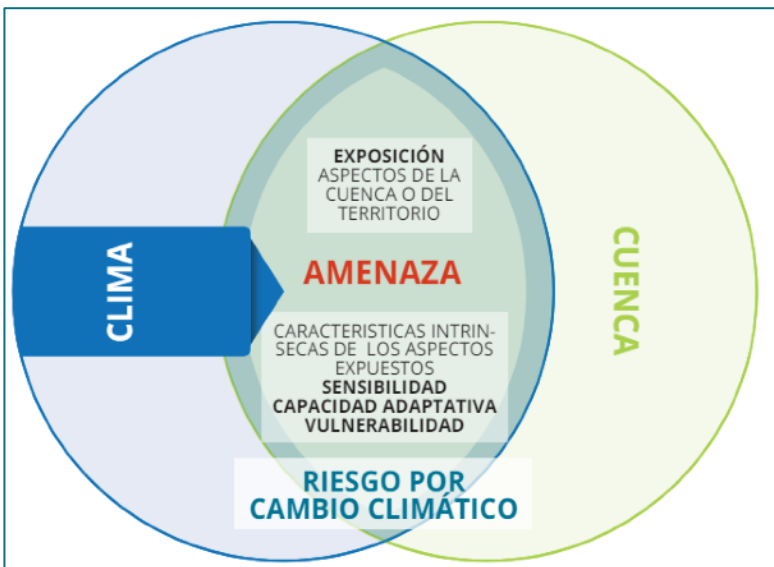 EXPOSICIÓN
ASPECTOS DE LA
CUENCA O DEL
TERRITORIO
CLIMA
AMENAZA
CUENCA
CARACTERISTICAS INTRIN-
SECAS DE LOS ASPECTOS
EXPUESTOS
SENSIBILIDAD
CAPACIDAD ADAPTATIVA
VULNERABILIDAD
RIESGO POR
CAMBIO CLIMÁTICO